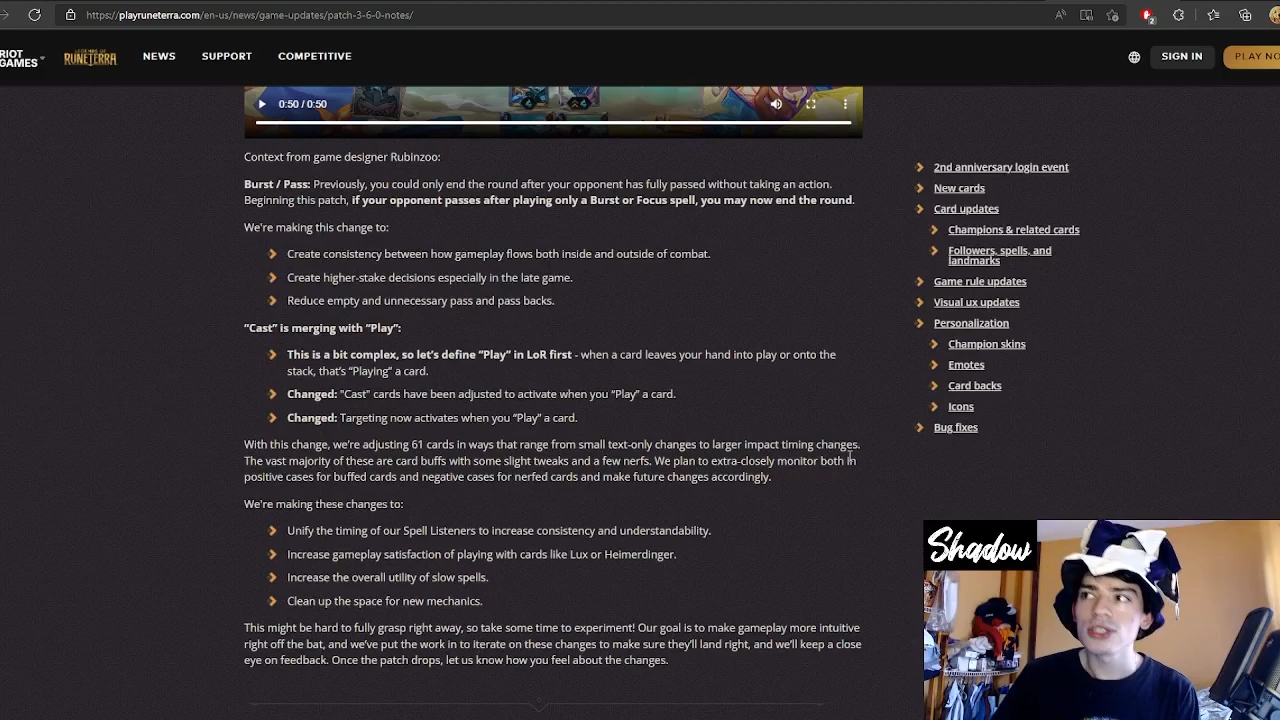 https://playruneterra.com/en-us/news/game-updates/patch-3-6-0-notes/
2
RIOT
GAMES
LEGENDS OF
RUNETERRA
NEWS
SUPPORT
COMPETITIVE
SIGN IN
PLAY NO
0:50 / 0:50
Context from game designer Rubinzoo:
Burst / Pass: Previously, you could only end the round after your opponent has fully passed without taking an action.
Beginning this patch, if your opponent passes after playing only a Burst or Focus spell, you may now end the round.
We're making this change to:
Create consistency between how gameplay flows both inside and outside of combat.
Create higher-stake decisions especially in the late game.
Reduce empty and unnecessary pass and pass backs.
“Cast” is merging with “Play”:
This is a bit complex, so let’s define “Play” in LoR first - when a card leaves your hand into play or onto the
stack, that’s “Playing” a card.
Changed: "Cast” cards have been adjusted to activate when you “Play” a card.
Changed: Targeting now activates when you “Play” a card.
With this change, we’re adjusting 61 cards in ways that range from small text-only changes to larger impact timing changes.
The vast majority of these are card buffs with some slight tweaks and a few nerfs. We plan to extra-closely monitor both in
positive cases for buffed cards and negative cases for nerfed cards and make future changes accordingly.
We're making these changes to:
Unify the timing of our Spell Listeners to increase consistency and understandability.
Increase gameplay satisfaction of playing with cards like Lux or Heimerdinger.
Increase the overall utility of slow spells.
Clean up the space for new mechanics.
This might be hard to fully grasp right away, so take some time to experiment! Our goal is to make gameplay more intuitive
right off the bat, and we’ve put the work in to iterate on these changes to make sure they’ll land right, and we’ll keep a close
eye on feedback. Once the patch drops, let us know how you feel about the changes.
2nd anniversary login event
New cards
Card updates
Champions & related cards
Followers, spells, and
landmarks
Game rule updates
Visual ux updates
Personalization
Champion skins
Emotes
Card backs
Icons
Bug fixes
Shadow